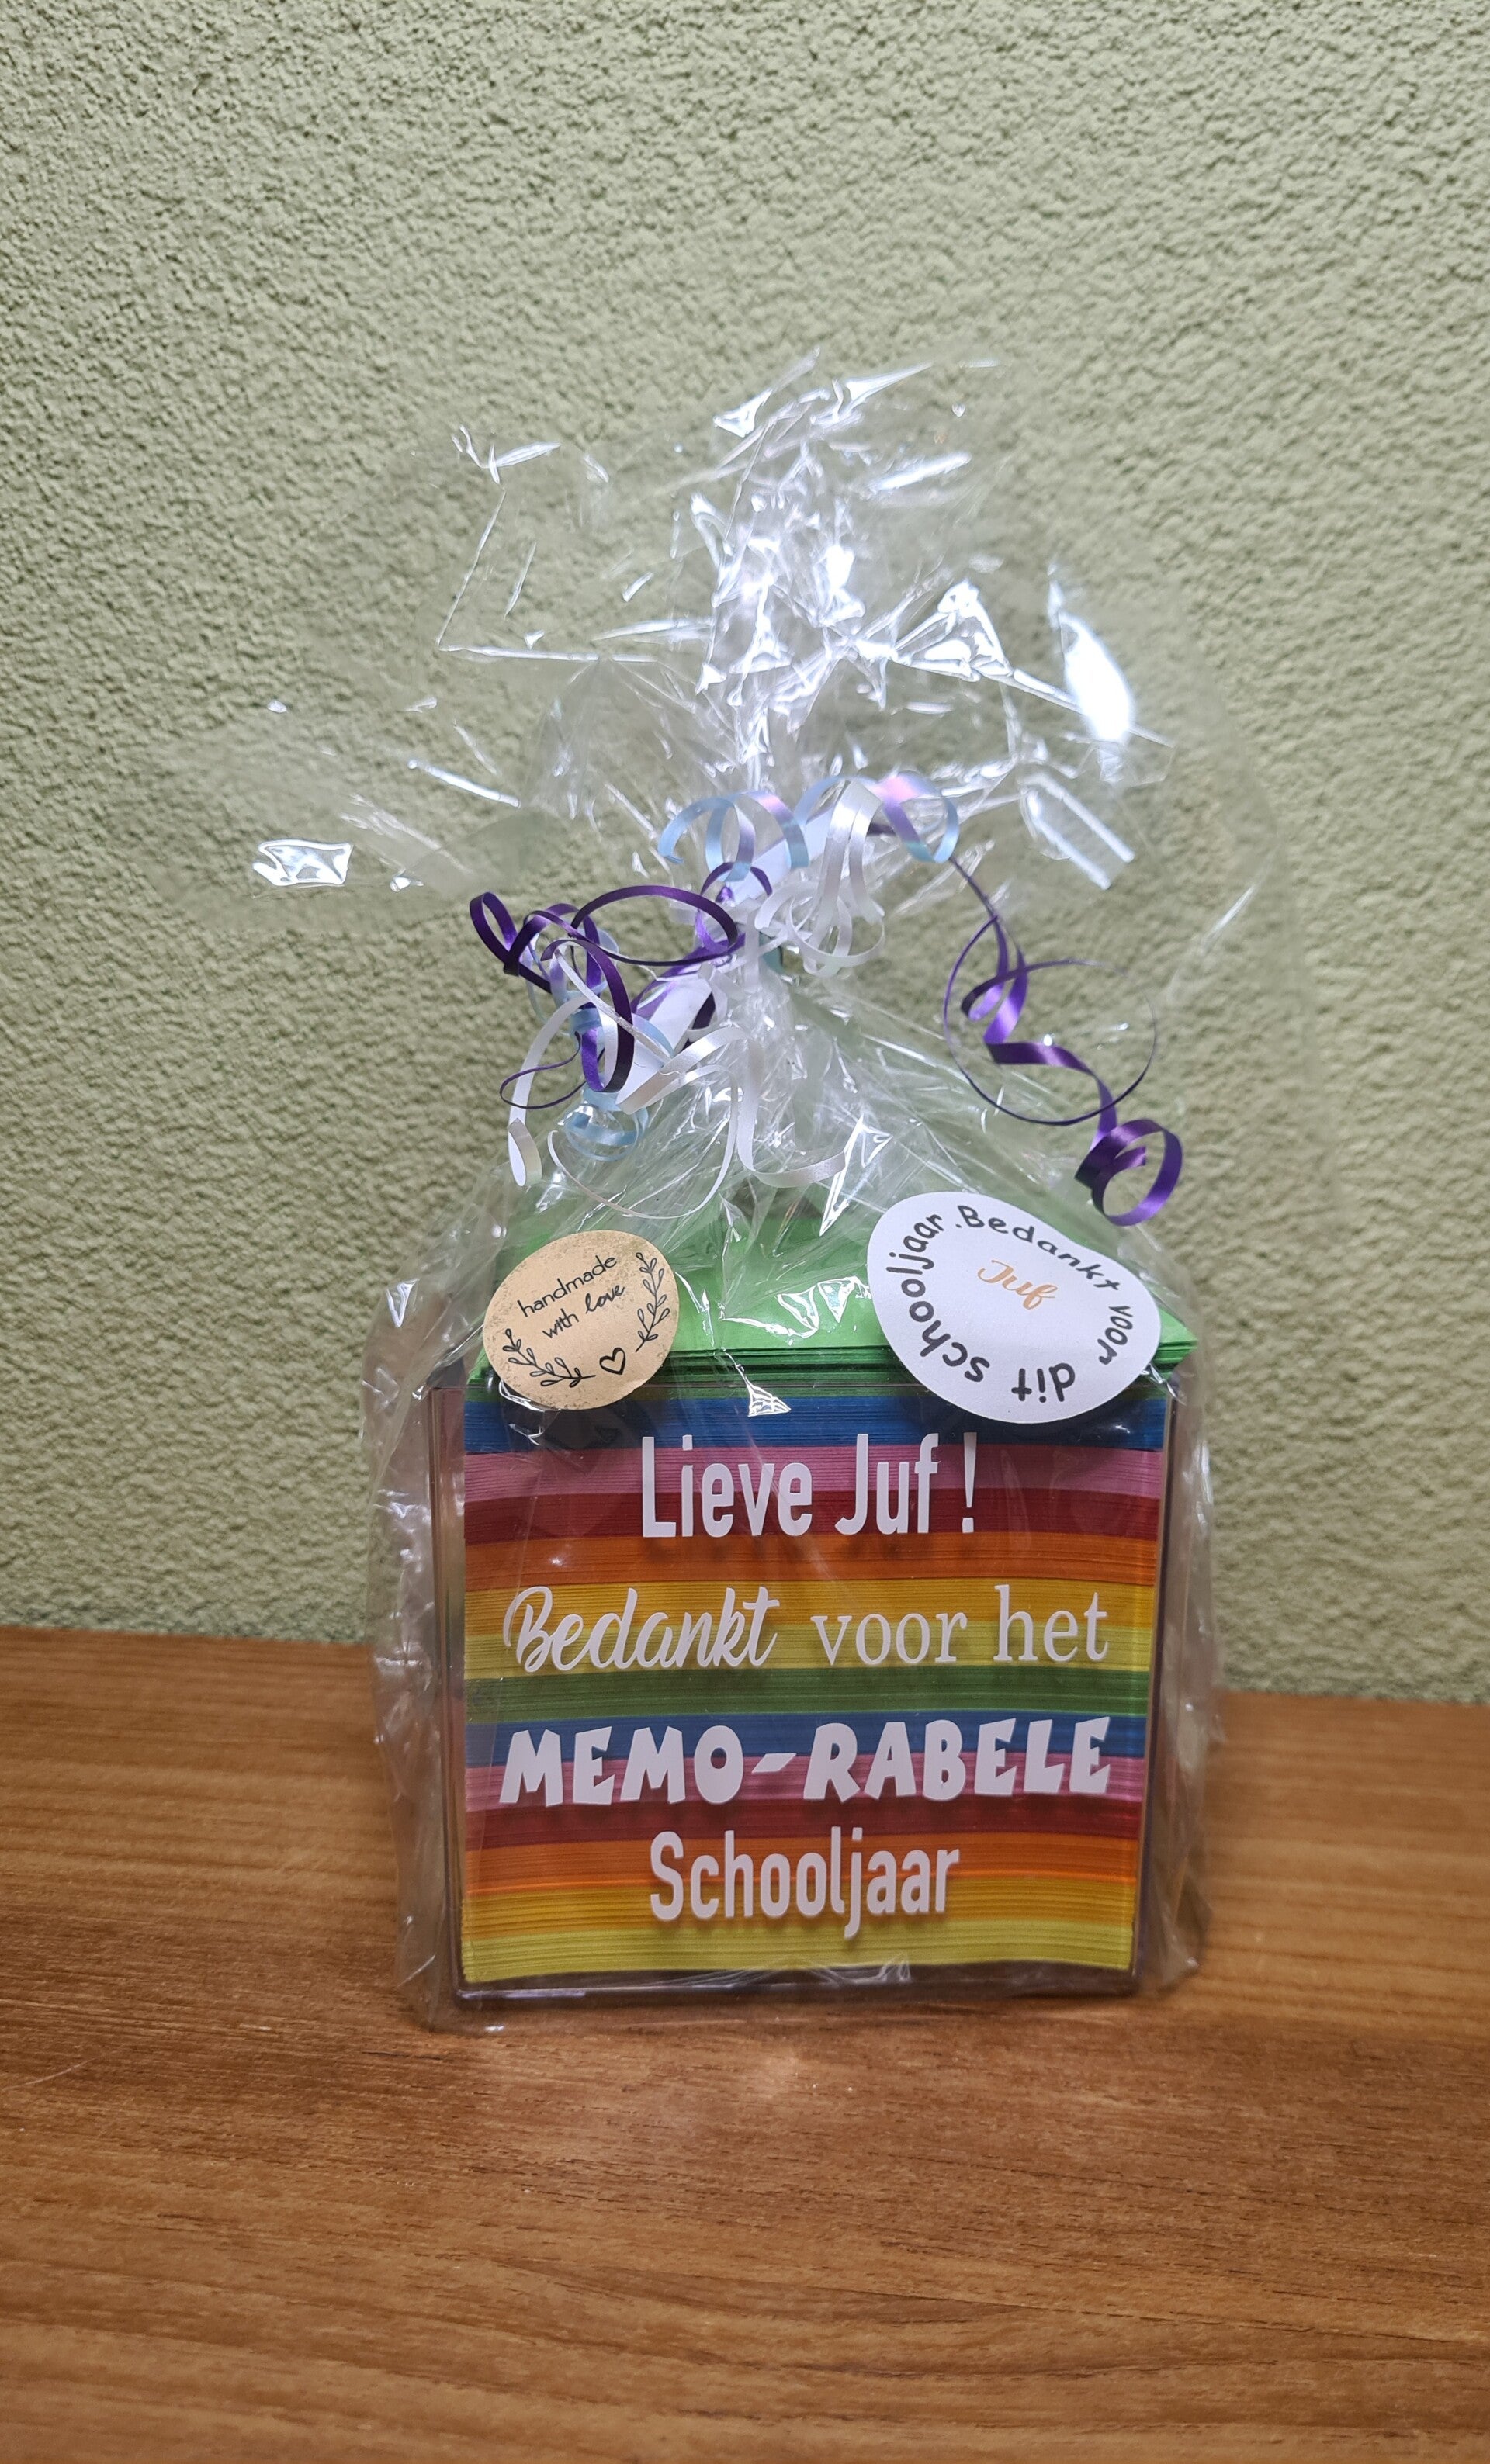 handmade
with love
Bedankt voor dit schooljaar.
Juf
Lieve Juf !
Bedankt voor het
MEMO-RABELE
Schooljaar